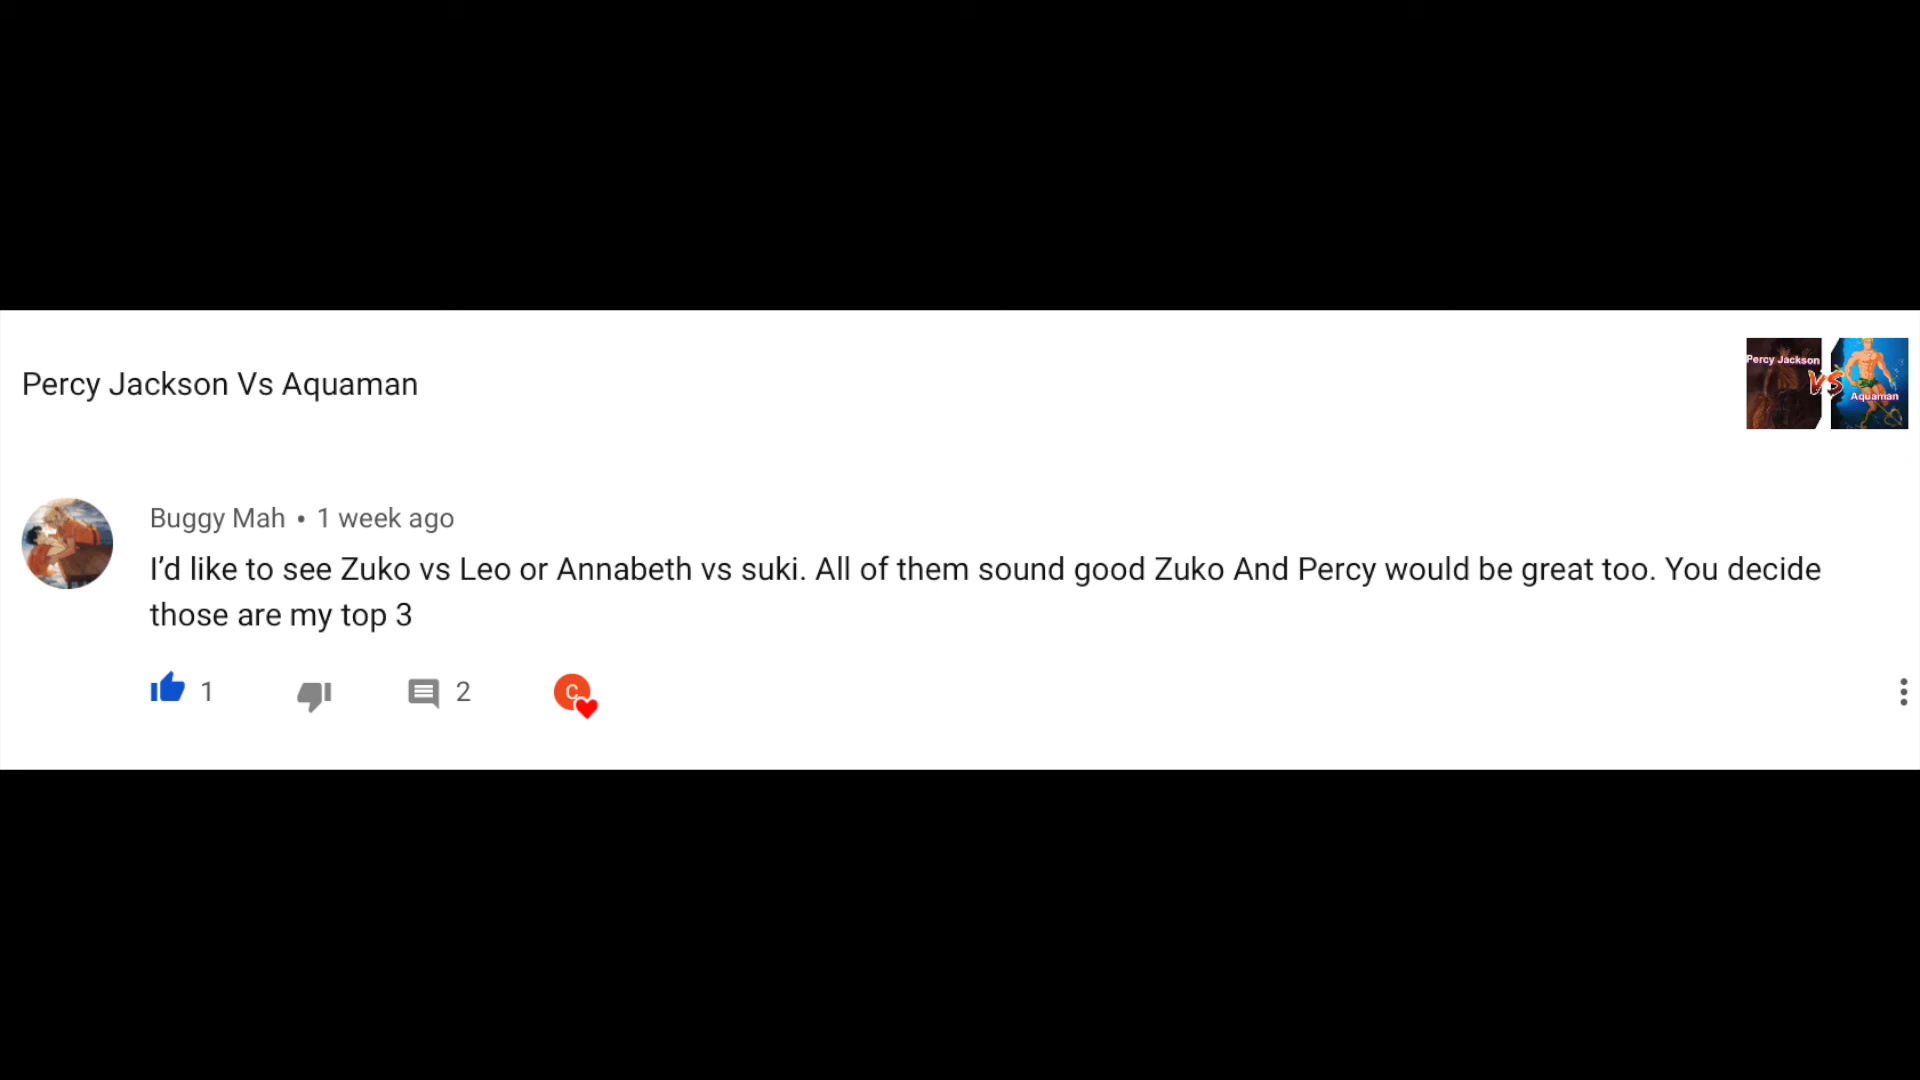 Percy Jackson Vs Aquaman
Percy Jackson
VS
Aquaman
Buggy Mah • 1 week ago
I'd like to see Zuko vs Leo or Annabeth vs suki. All of them sound good Zuko And Percy would be great too. You decide
those are my top 3
1
2
C